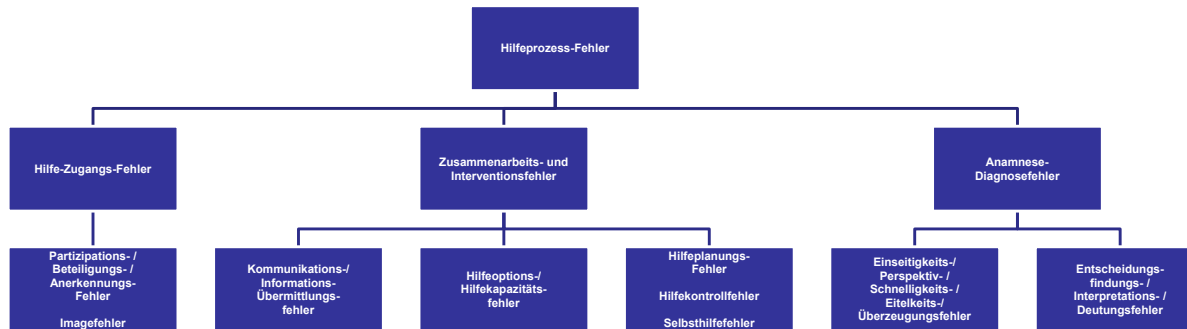 Hilfeprozess-Fehler
Hilfe-Zugangs-Fehler
Zusammenarbeits- und
Interventionsfehler
Anamnese-
Diagnosefehler
Partizipations- /
Beteiligungs- /
Anerkennungs-
Fehler
Imagefehler
Kommunikations-/
Informations-
Übermittlungs-
fehler
Hilfeoptions-/
Hilfekapazitäts-
fehler
Hilfeplanungs-
Fehler
Hilfekontrollfehler
Selbsthilfefehler
Einseitigkeits-/
Perspektiv- /
Schnelligkeits- /
Eitelkeits-/
Überzeugungsfehler
Entscheidungs-
findungs- /
Interpretations- /
Deutungsfehler